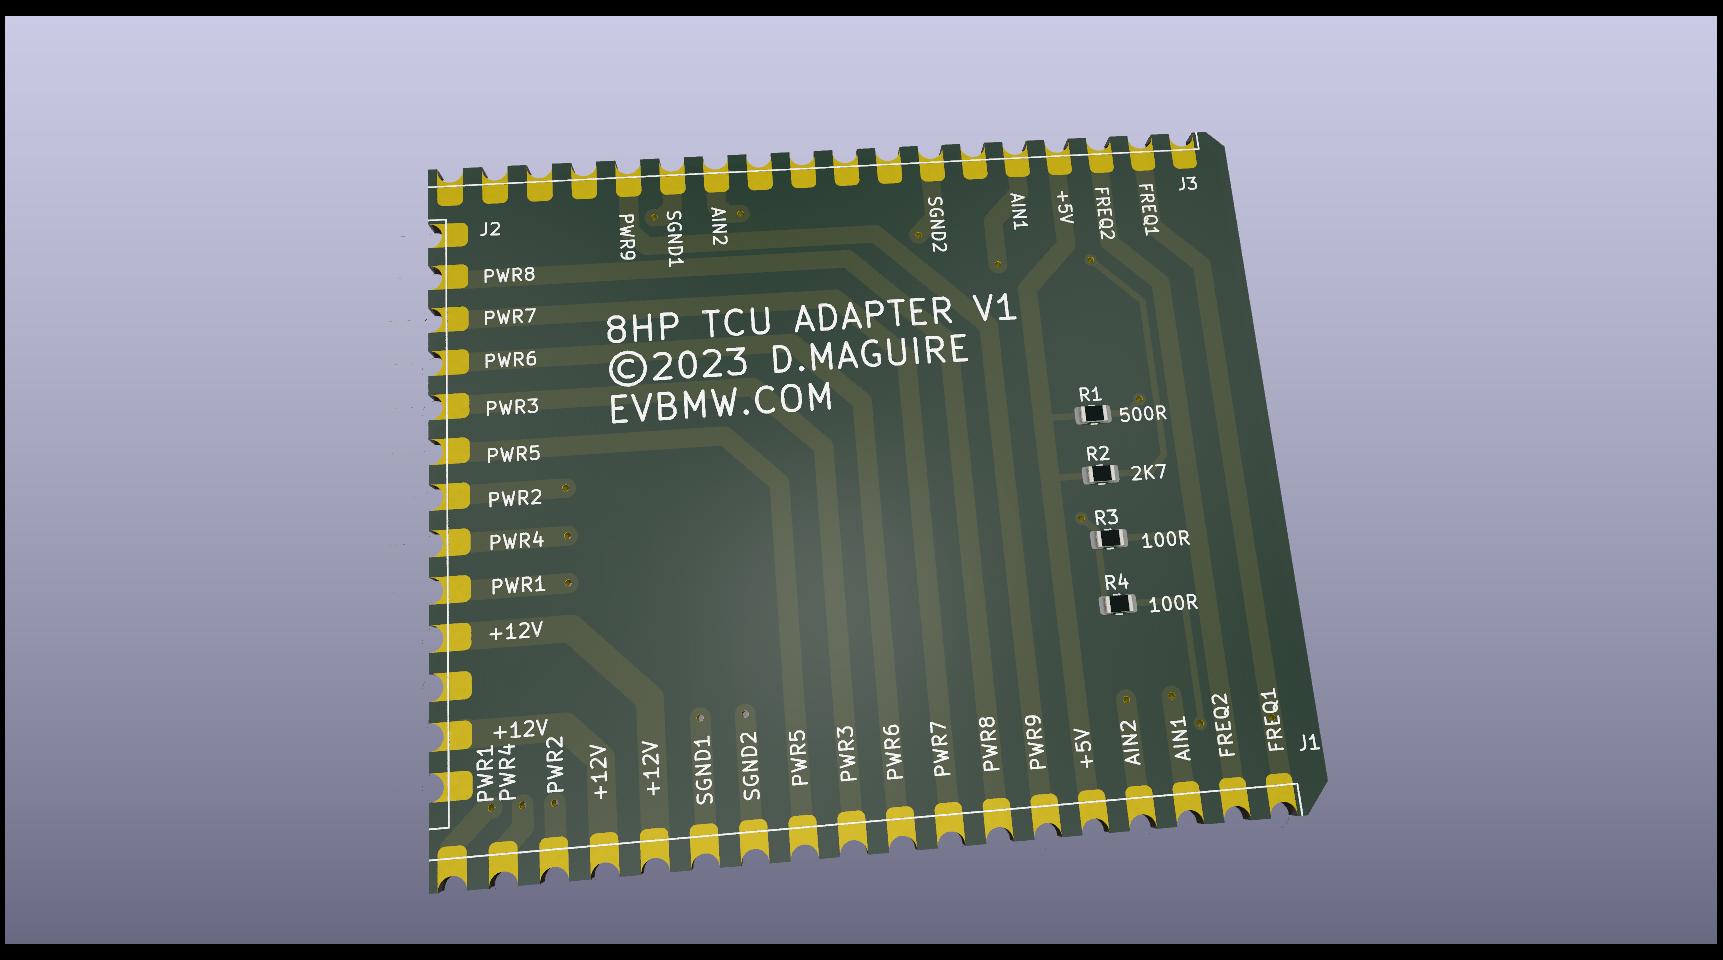 J3
PWR9
SGND1
AIN2
SGND2
AIN1
+5V
FREQ2
FREQ1
J2
PWR8
PWR7
PWR6
PWR3
PWR5
PWR2
PWR4
PWR1
+12V
+12V
8HP TCU ADAPTER V1
©2023 D.MAGUIRE
EVBMW.COM
R1
500R
R2
2K7
R3
100R
R4
100R
PWR1
PWR4
PWR2
+12V
+12V
SGND1
SGND2
PWR5
PWR3
PWR6
PWR7
PWR8
PWR9
+5V
AIN2
AIN1
FREQ2
FREQ1
J1